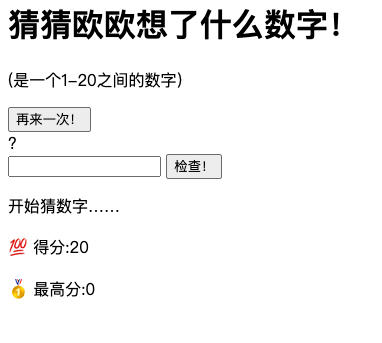 猜猜欧欧想了什么数字！
(是一个1-20之间的数字)
再来一次！
?
检查！
开始猜数字……
💯 得分:20
🥇 最高分:0